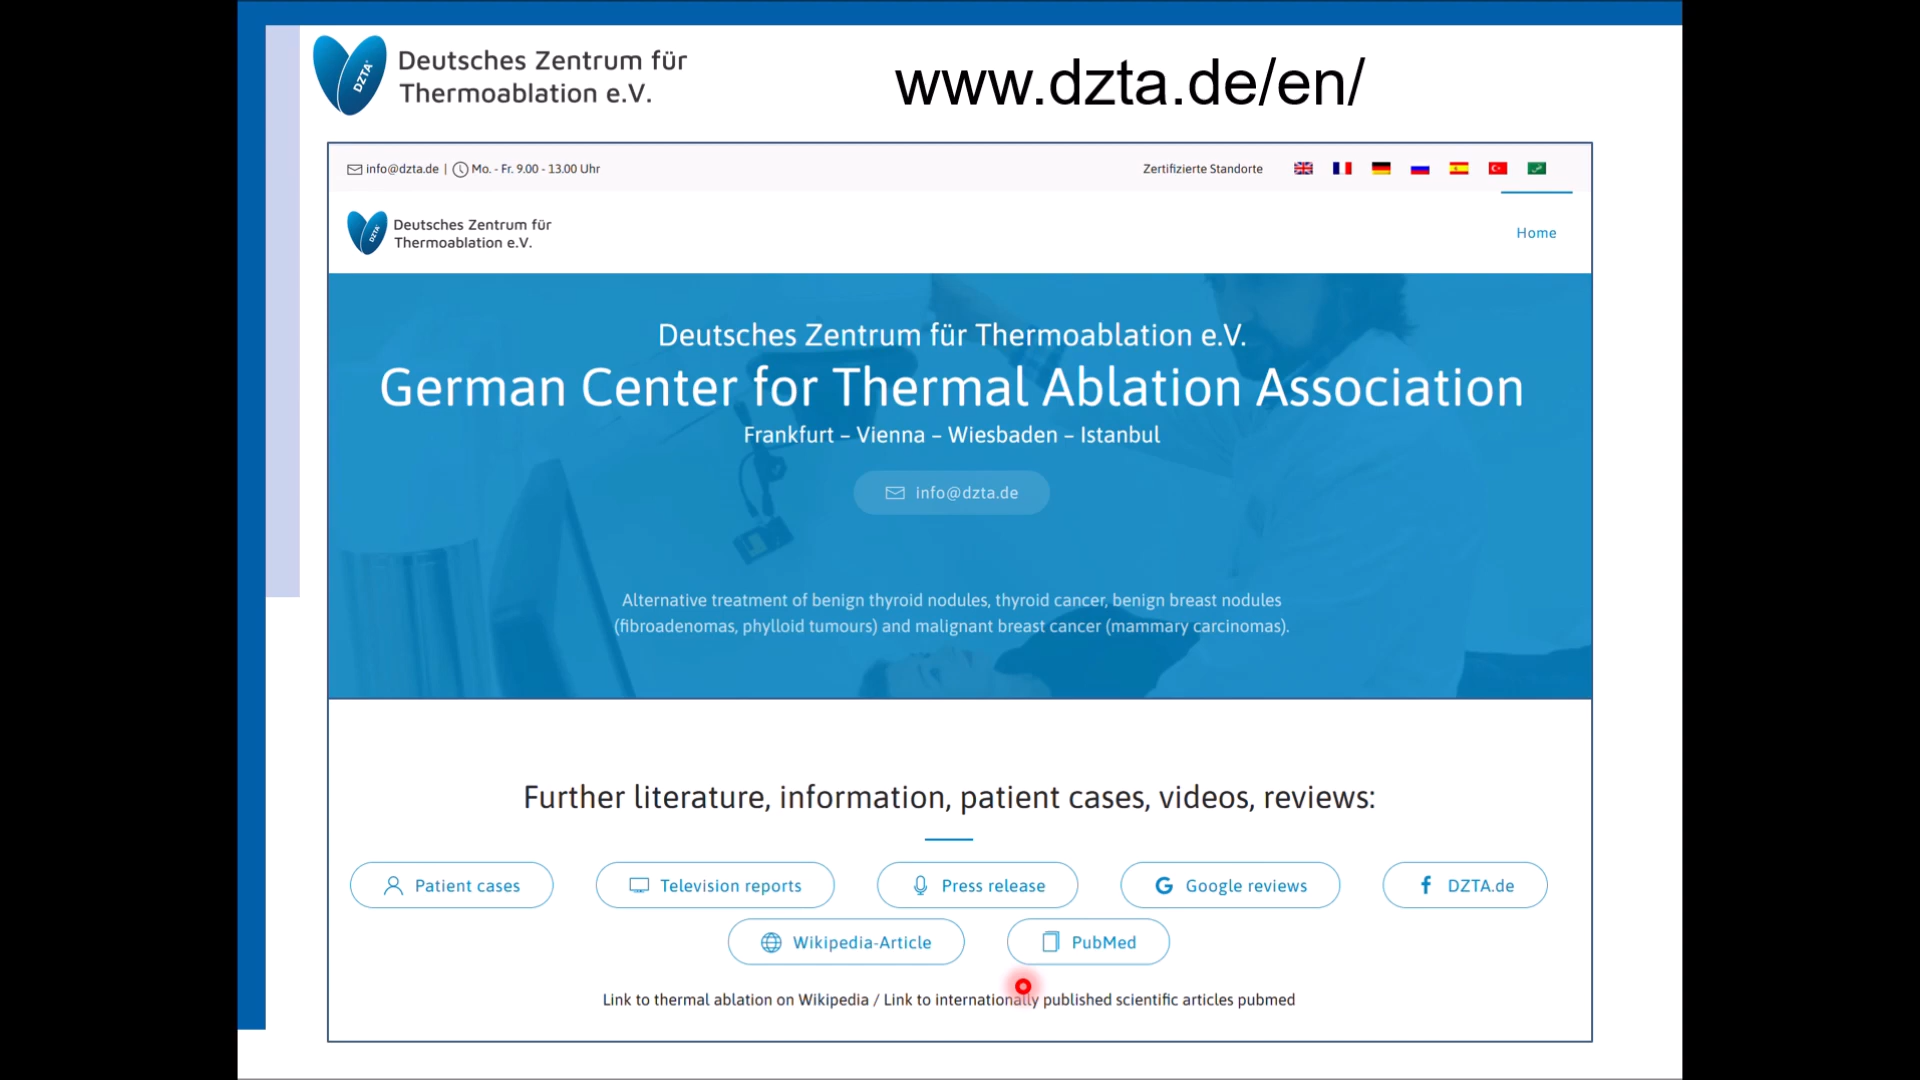 Deutsches Zentrum für
Thermoablation e.V.
DZTA
www.dzta.de/en/
info@dzta.de | Mo. - Fr. 9.00 - 13.00 Uhr
Zertifizierte Standorte
Deutsches Zentrum für
Thermoablation e.V.
DZTA
Home
Deutsches Zentrum für Thermoablation e.V.
German Center for Thermal Ablation Association
Frankfurt – Vienna – Wiesbaden – Istanbul
info@dzta.de
Alternative treatment of benign thyroid nodules, thyroid cancer, benign breast nodules
(fibroadenomas, phylloid tumours) and malignant breast cancer (mammary carcinomas).
Further literature, information, patient cases, videos, reviews:
Patient cases
Television reports
Press release
Google reviews
DZTA.de
Wikipedia-Article
PubMed
Link to thermal ablation on Wikipedia / Link to internationally published scientific articles pubmed